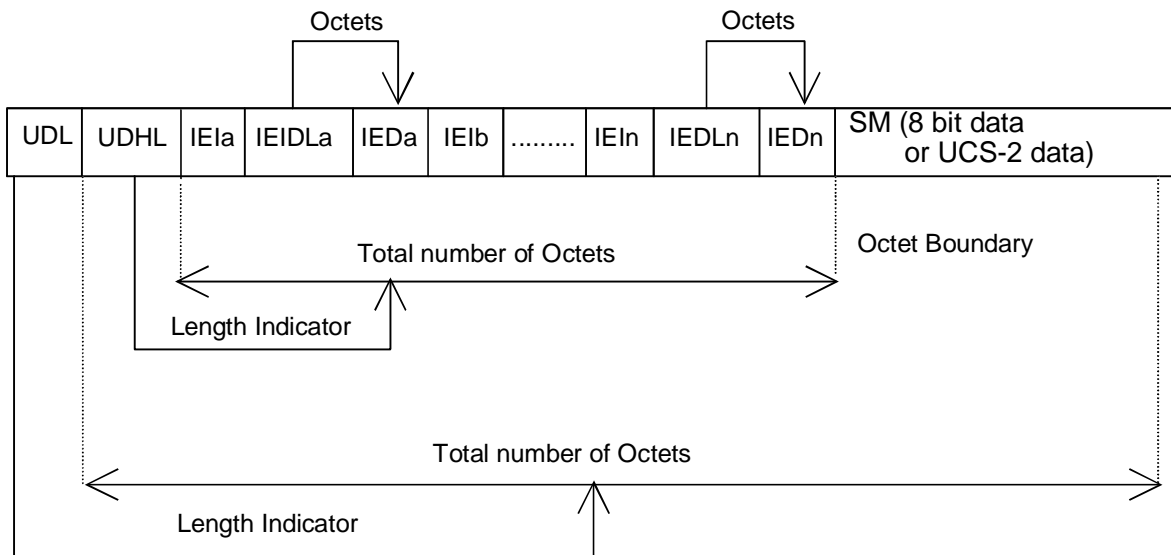 Octets Octets
UDL UDHL IEIa IEIDLa IEDa IEIb ......... IEIn IEDLn IEDn SM (8 bit data
or UCS-2 data)
Total number of Octets Octet Boundary
Length Indicator
Total number of Octets
Length Indicator